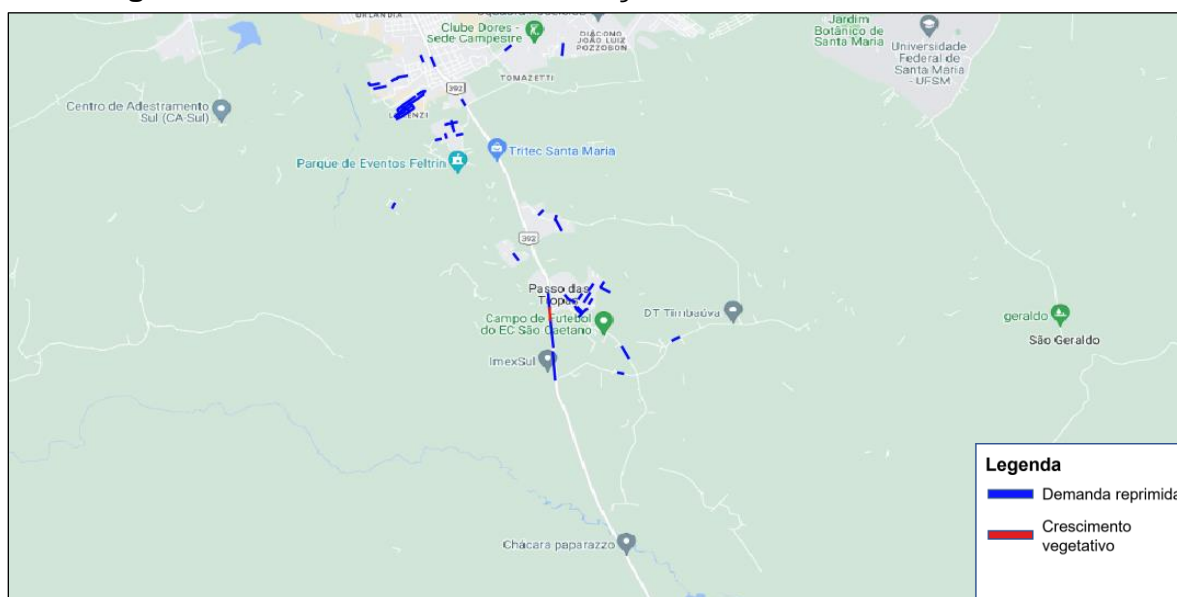 Clube Dores -
Sede Campestre
DIÁCONO
JOÃO LUIZ
POZZOBON
Jardim
Botânico de
Santa Maria
Universidade
Federal de
Santa Maria -
UFSM
TOMAZETTI
392
Centro de Adestramento
Sul (CA-Sul)
Tritec Santa Maria
Parque de Eventos Feltrin
392
Passo das
Tropas
Campo de Futebol
do EC São Caetano
DT Timbaúva
geraldo
São Geraldo
ImexSul
Chácara paparazzo
Legenda
Demanda reprimida
Crescimento
vegetativo